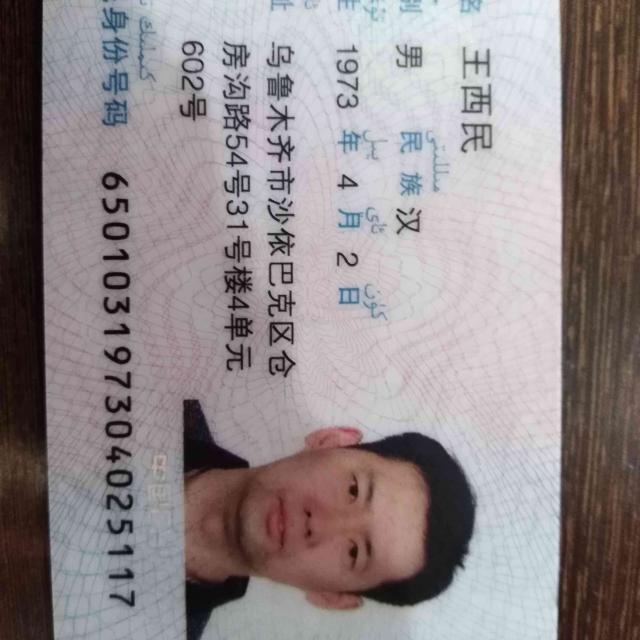 名 王西民
别 男 民族 汉
1973 年 4 月 2 日
址 乌鲁木齐市沙依巴克区仓
房沟路54号31号楼4单元
602号
身份号码 650103197304025117